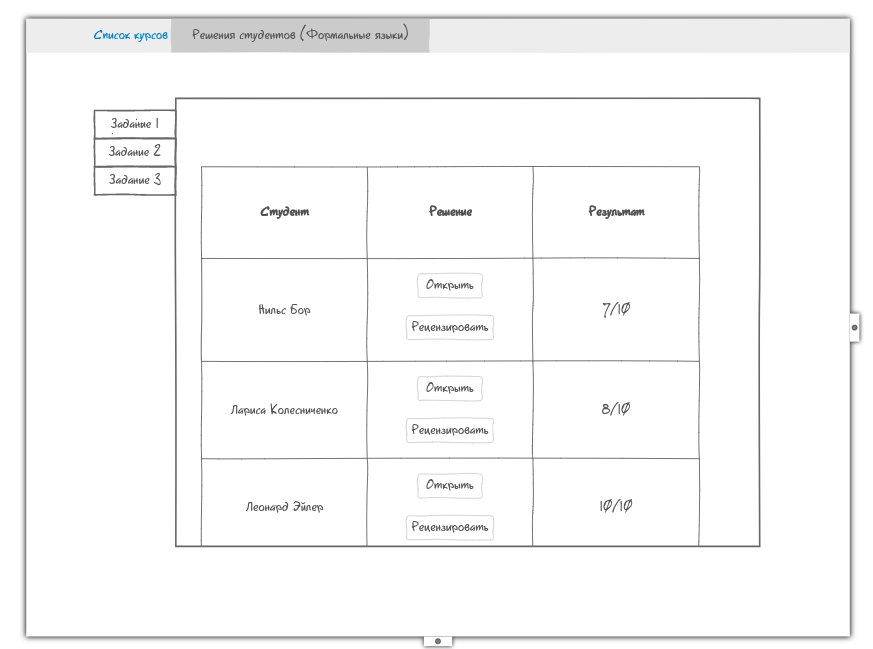 Список курсов
Решения студентов (Формальные языки)
Задание 1
Задание 2
Задание 3
Студент
Решение
Результат
Нильс Бор
Открыть
Рецензировать
7/10
Лариса Колесниченко
Открыть
Рецензировать
8/10
Леонард Эйлер
Открыть
Рецензировать
10/10